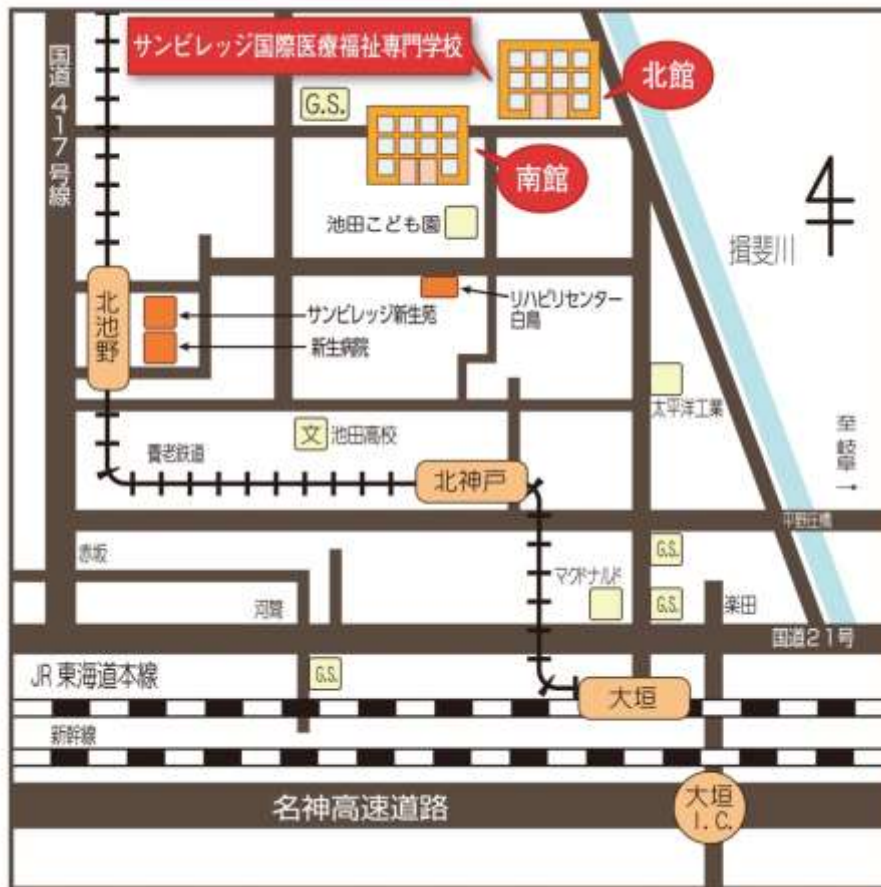 サンビレッジ国際医療福祉専門学校
北館
国道417号線
G.S.
南館
池田こども園
揖斐川
北池野
サンビレッジ新生苑
新生病院
リハビリセンター
白鳥
太平洋工業
至岐阜→
文
池田高校
養老鉄道
北神戸
平野庄橋
赤坂
G.S.
マクドナルド
河間
G.S.
楽田
国道21号
JR東海道本線
G.S.
大垣
新幹線
名神高速道路
大垣
I.C.